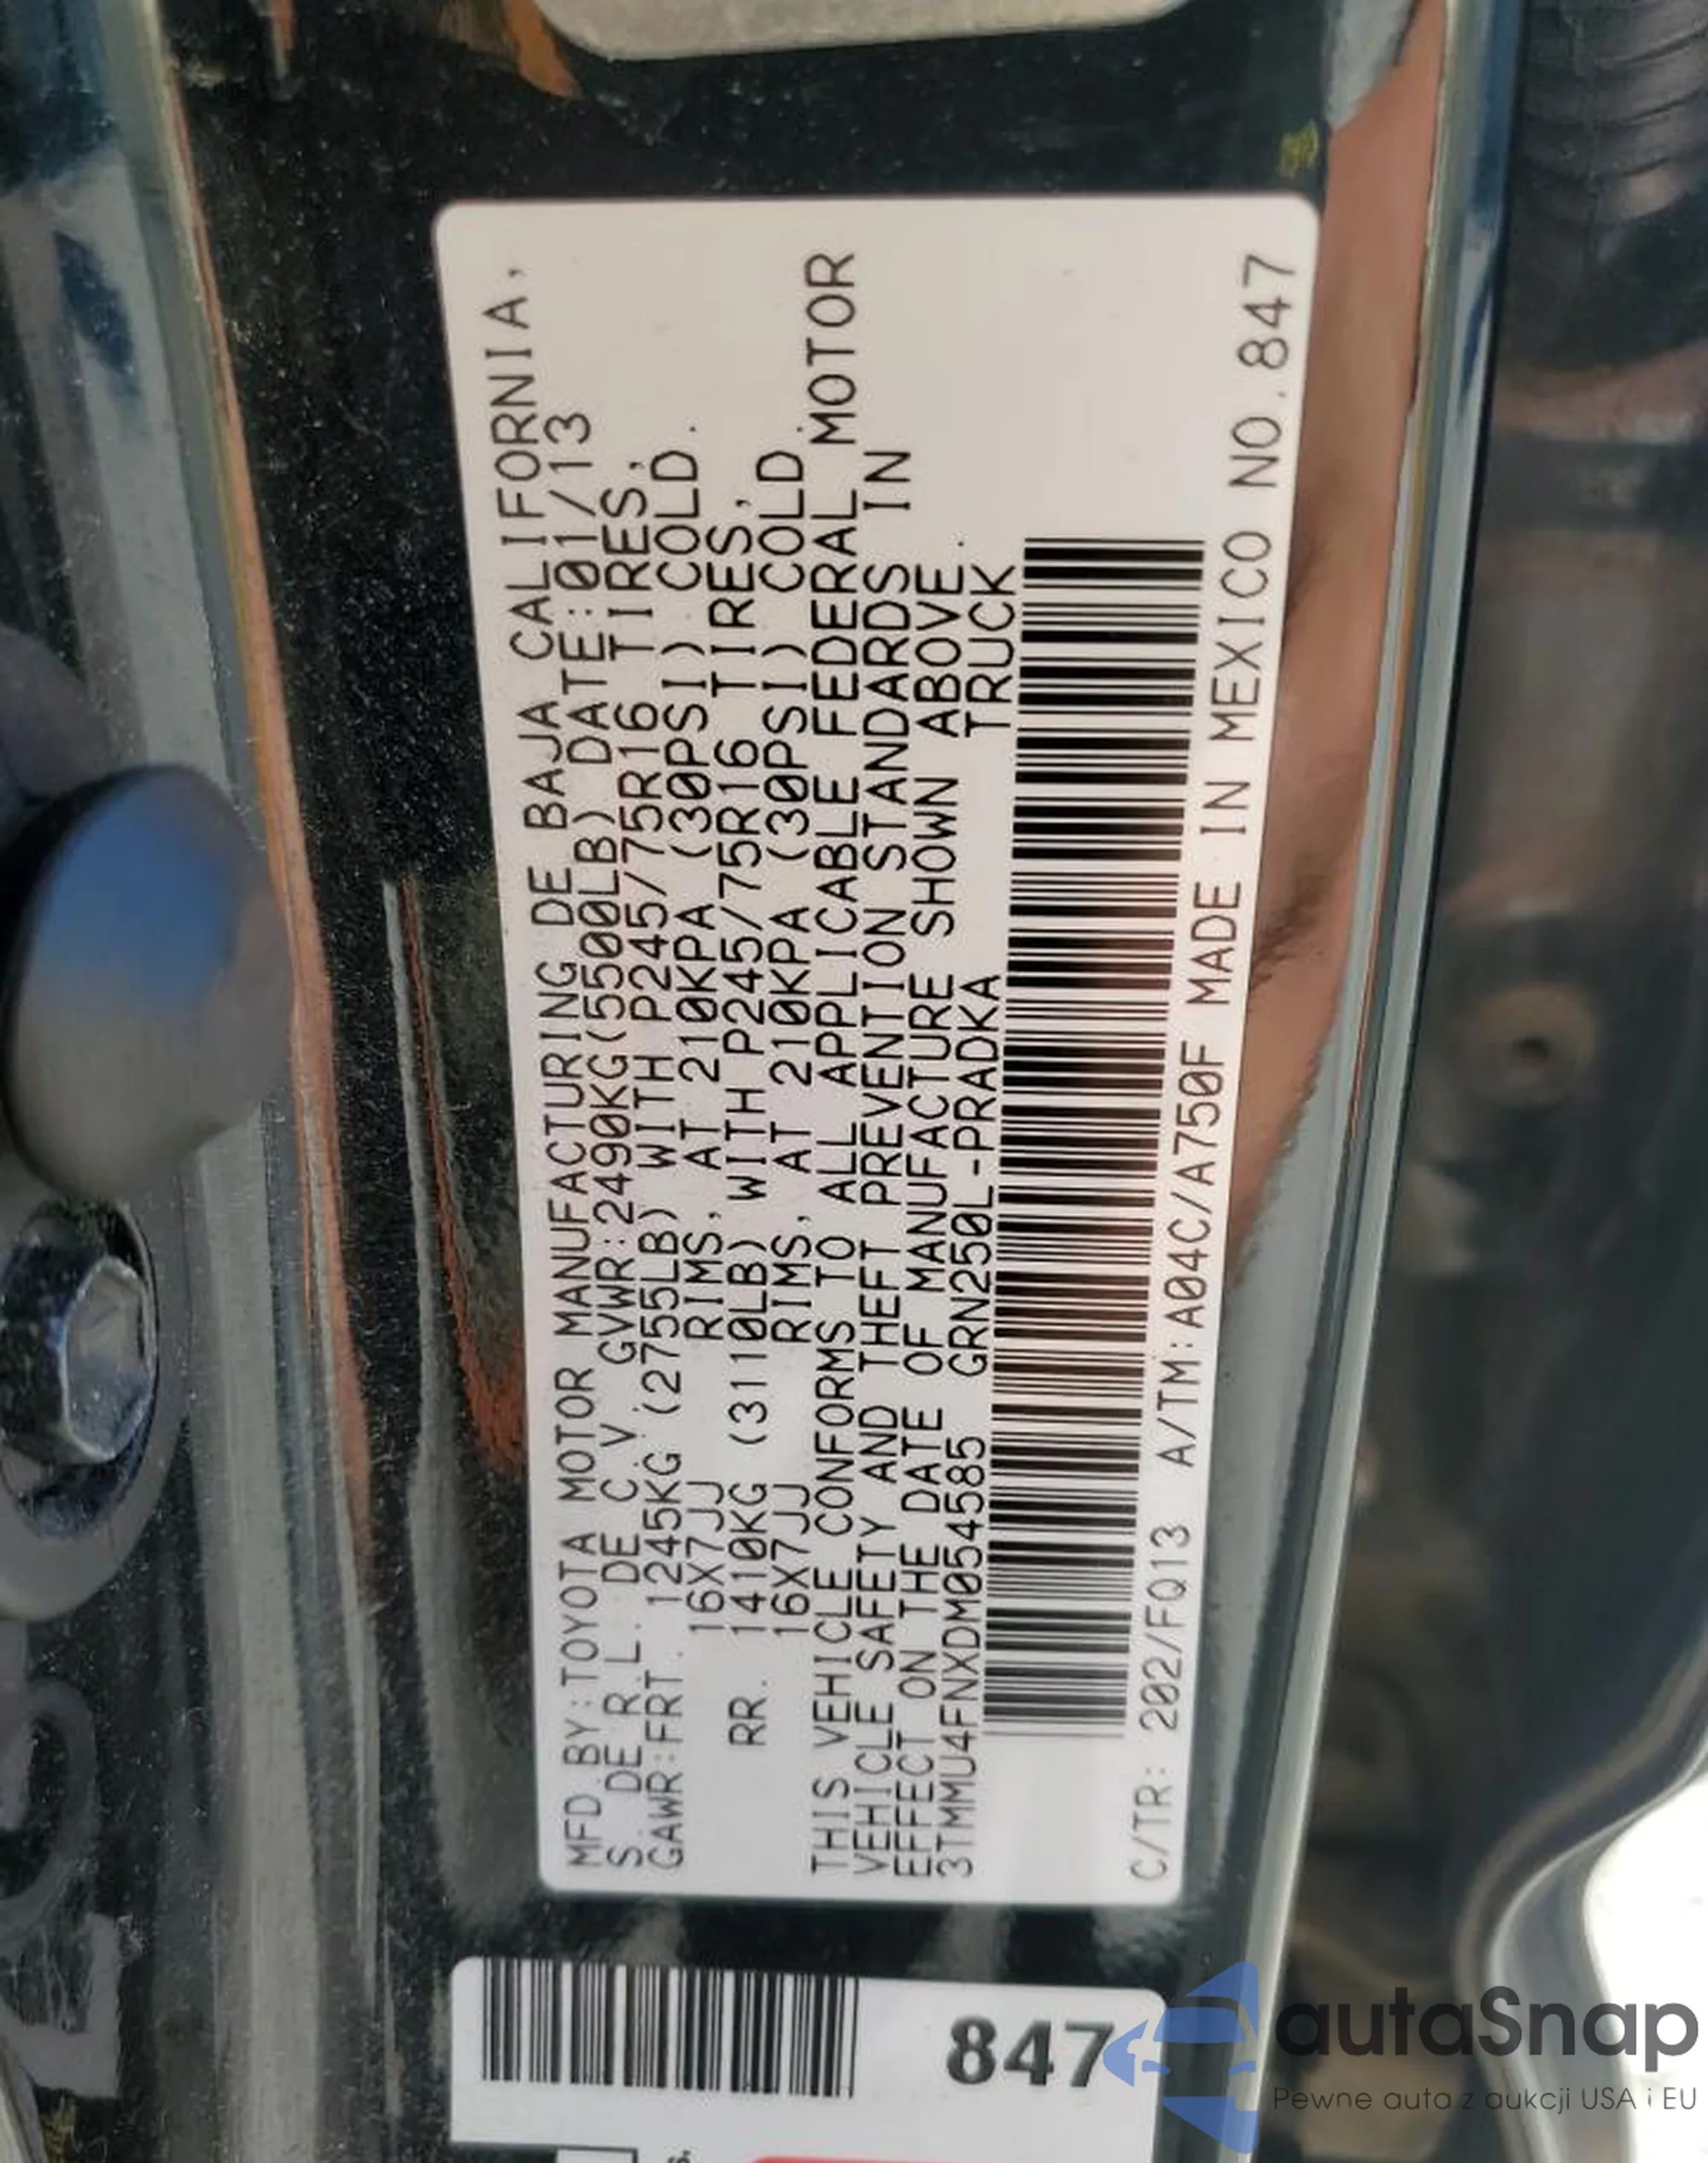 MFD.BY:TOYOTA MOTOR MANUFACTURING DE BAJA CALIFORNIA,
S DE R.L. DE C.V. GVWR:2490KG(5500LB) DATE:01/13
GAWR:FRT. 1245KG (2755LB) WITH P245/75R16 TIRES,
16X7JJ RIMS, AT 210KPA (30PSI) COLD.
RR. 1410KG (3110LB) WITH P245/75R16 TIRES,
16X7JJ RIMS, AT 210KPA (30PSI) COLD.
THIS VEHICLE CONFORMS TO ALL APPLICABLE FEDERAL MOTOR
VEHICLE SAFETY AND THEFT PREVENTION STANDARDS IN
EFFECT ON THE DATE OF MANUFACTURE SHOWN ABOVE.
3TMMU4FNXDM054585 GRN250L-PRADKA TRUCK
C/TR: 202/FQ13 A/TM:A04C/A750F MADE IN MEXICO NO.847
847
autaSnap
Pewne auta z aukcji USA i EU